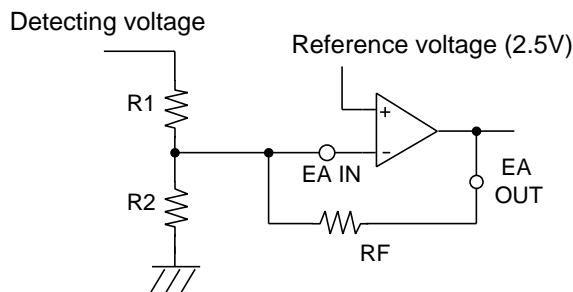 Detecting voltage
Reference voltage (2.5V)
R1
+
-
EA IN
EA
OUT
R2
RF